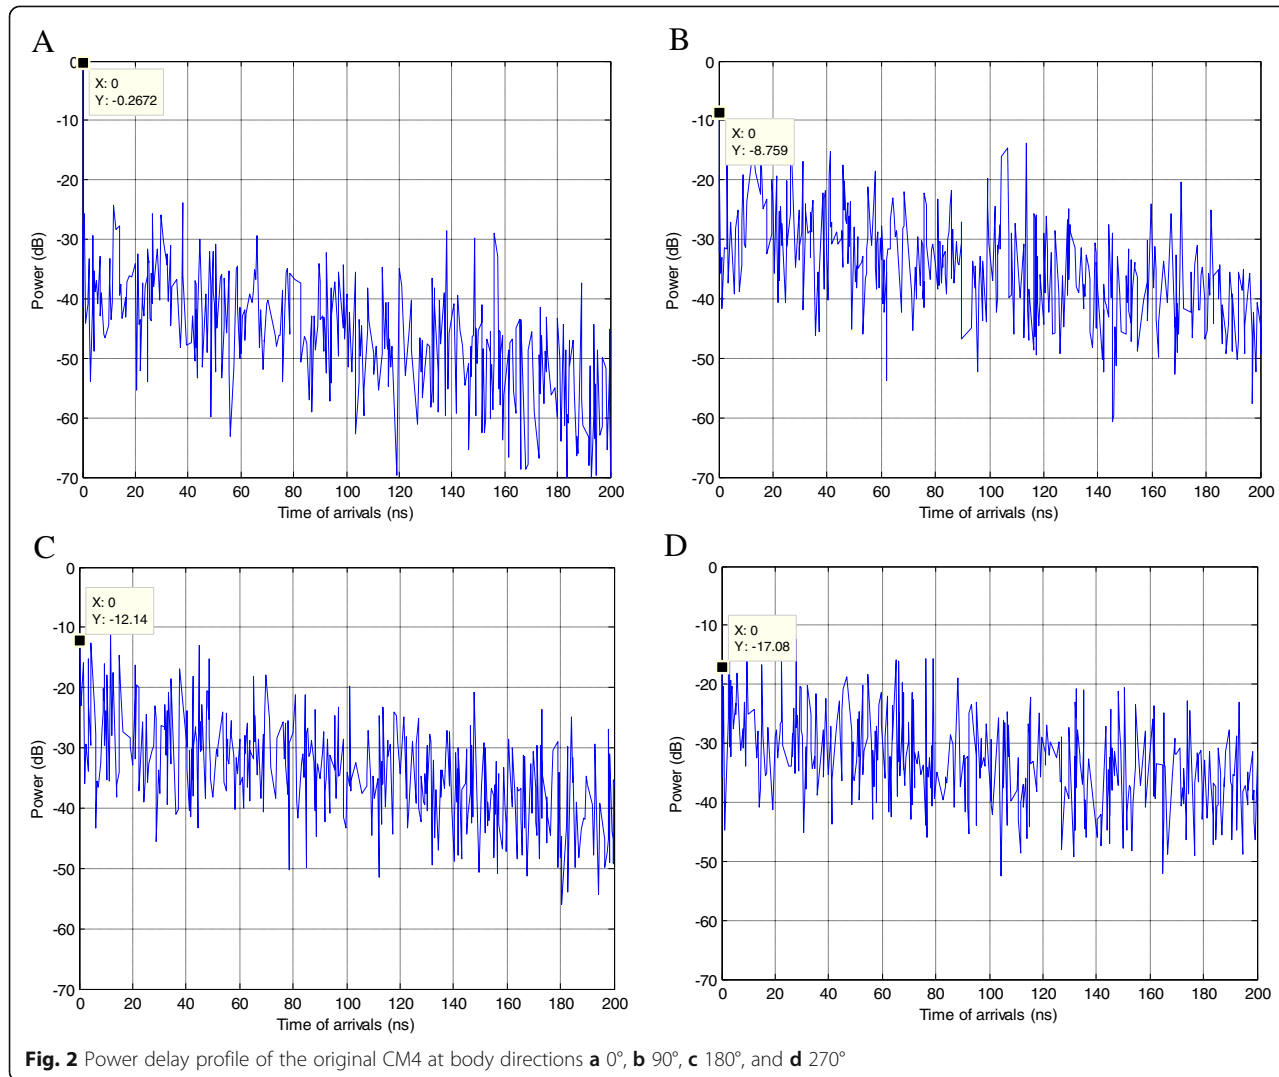 A
X: 0
Y: -0.2672
0
-10
-20
-30
-40
-50
-60
-70
Power (dB)
0 20 40 60 80 100 120 140 160 180 200
Time of arrivals (ns)
B
X: 0
Y: -8.759
0
-10
-20
-30
-40
-50
-60
-70
Power (dB)
0 20 40 60 80 100 120 140 160 180 200
Time of arrivals (ns)
C
X: 0
Y: -12.14
0
-10
-20
-30
-40
-50
-60
-70
Power (dB)
0 20 40 60 80 100 120 140 160 180 200
Time of arrivals (ns)
D
X: 0
Y: -17.08
0
-10
-20
-30
-40
-50
-60
-70
Power (dB)
0 20 40 60 80 100 120 140 160 180 200
Time of arrivals (ns)
Fig. 2 Power delay profile of the original CM4 at body directions a 0°, b 90°, c 180°, and d 270°